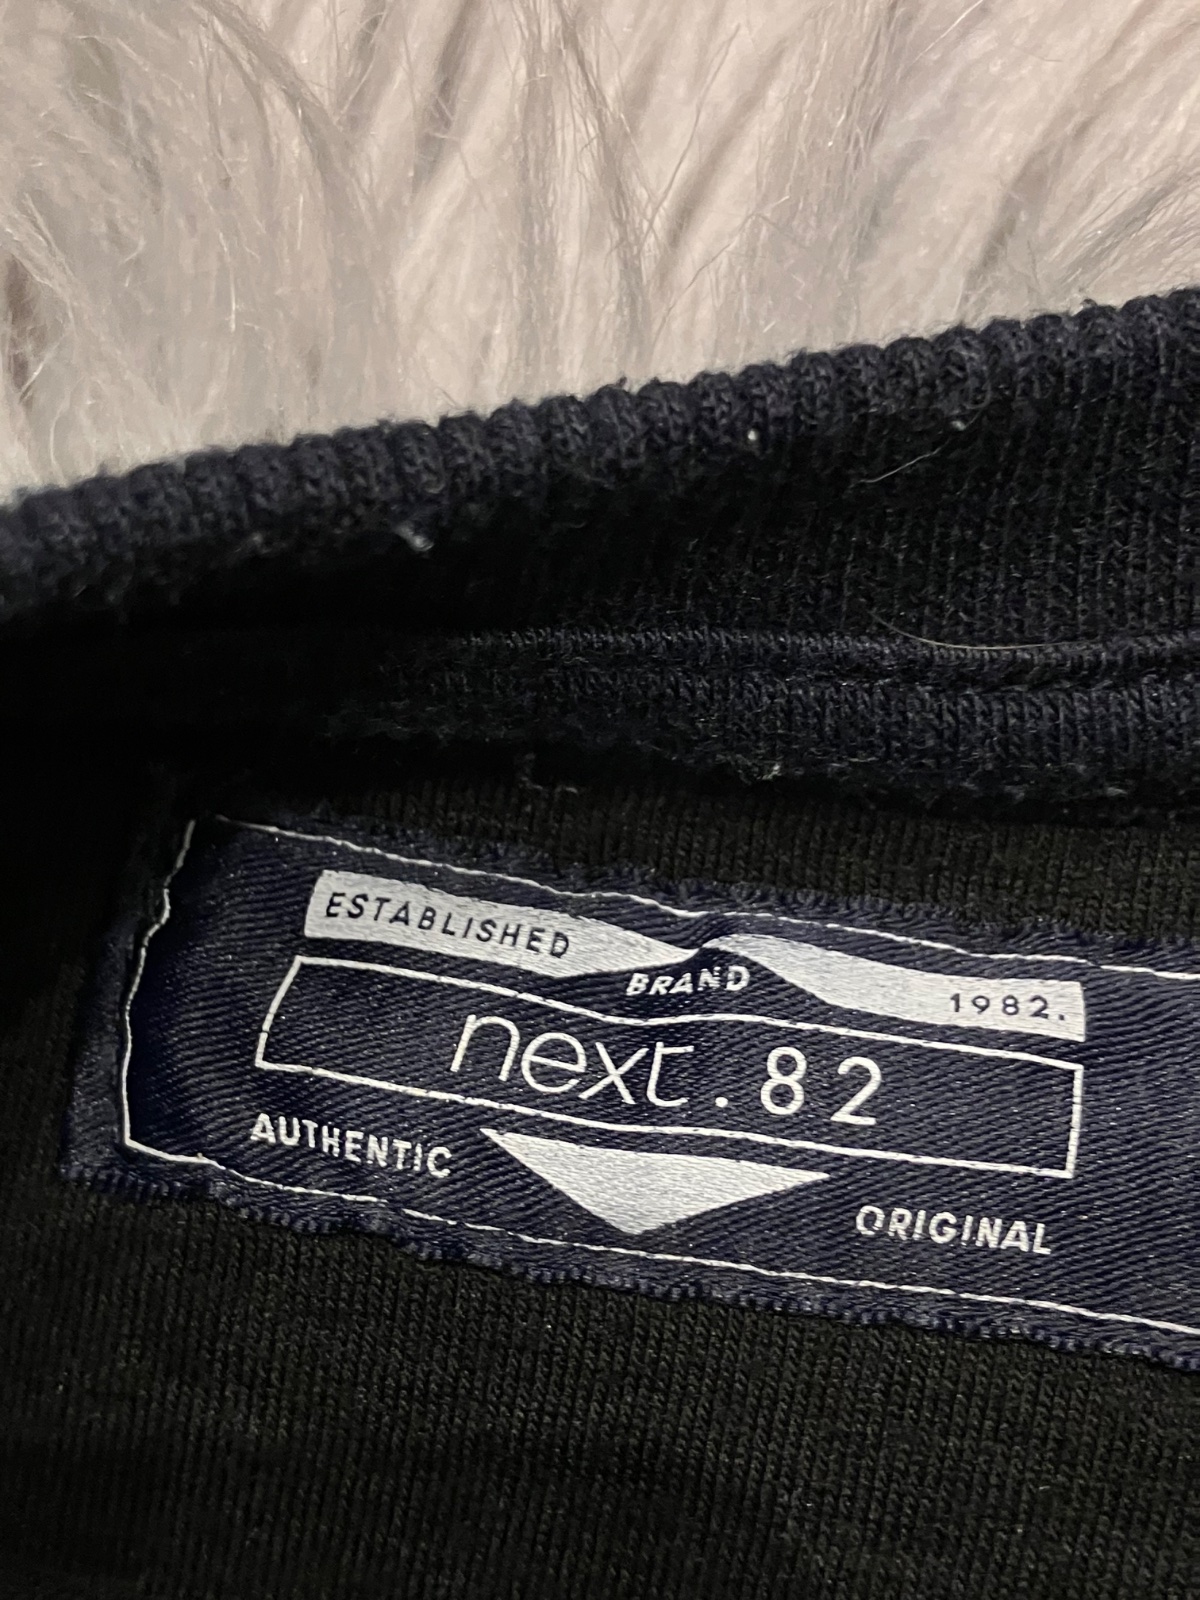 ESTABLISHED
BRAND
1982.
next.82
AUTHENTIC
ORIGINAL